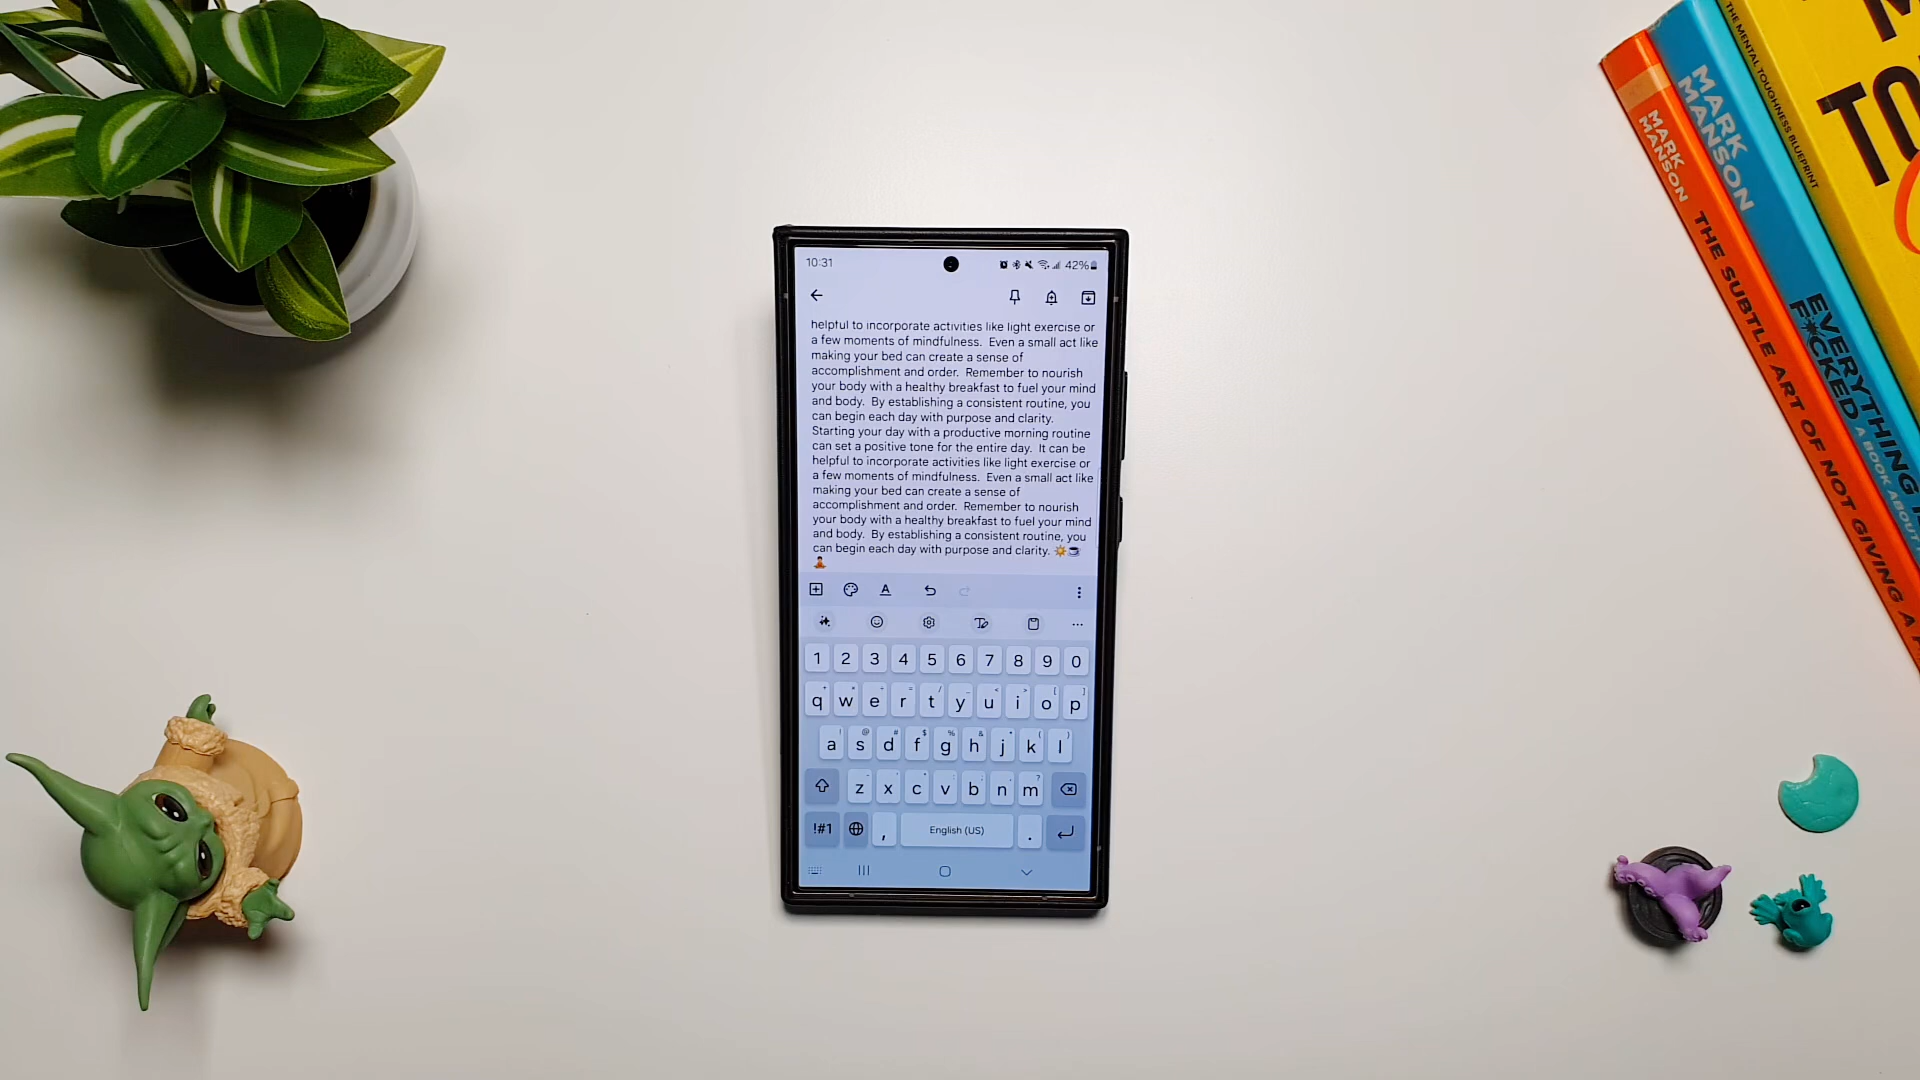 10:31
42%
helpful to incorporate activities like light exercise or
a few moments of mindfulness.  Even a small act like
making your bed can create a sense of
accomplishment and order.  Remember to nourish
your body with a healthy breakfast to fuel your mind
and body.  By establishing a consistent routine, you
can begin each day with purpose and clarity.
Starting your day with a productive morning routine
can set a positive tone for the entire day.  It can be
helpful to incorporate activities like light exercise or
a few moments of mindfulness.  Even a small act like
making your bed can create a sense of
accomplishment and order.  Remember to nourish
your body with a healthy breakfast to fuel your mind
and body.  By establishing a consistent routine, you
can begin each day with purpose and clarity. ☀️☕
🧘
1 2 3 4 5 6 7 8 9 0
q w e r t y u i o p
a s d f g h j k l
z x c v b n m
!#1 , English (US) .
MARK MANSON THE SUBTLE ART OF NOT GIVING A
MARK MANSON
EVERYTHING IS
F*CKED A BOOK ABOUT
THE MENTAL TOUGHNESS BLUEPRINT